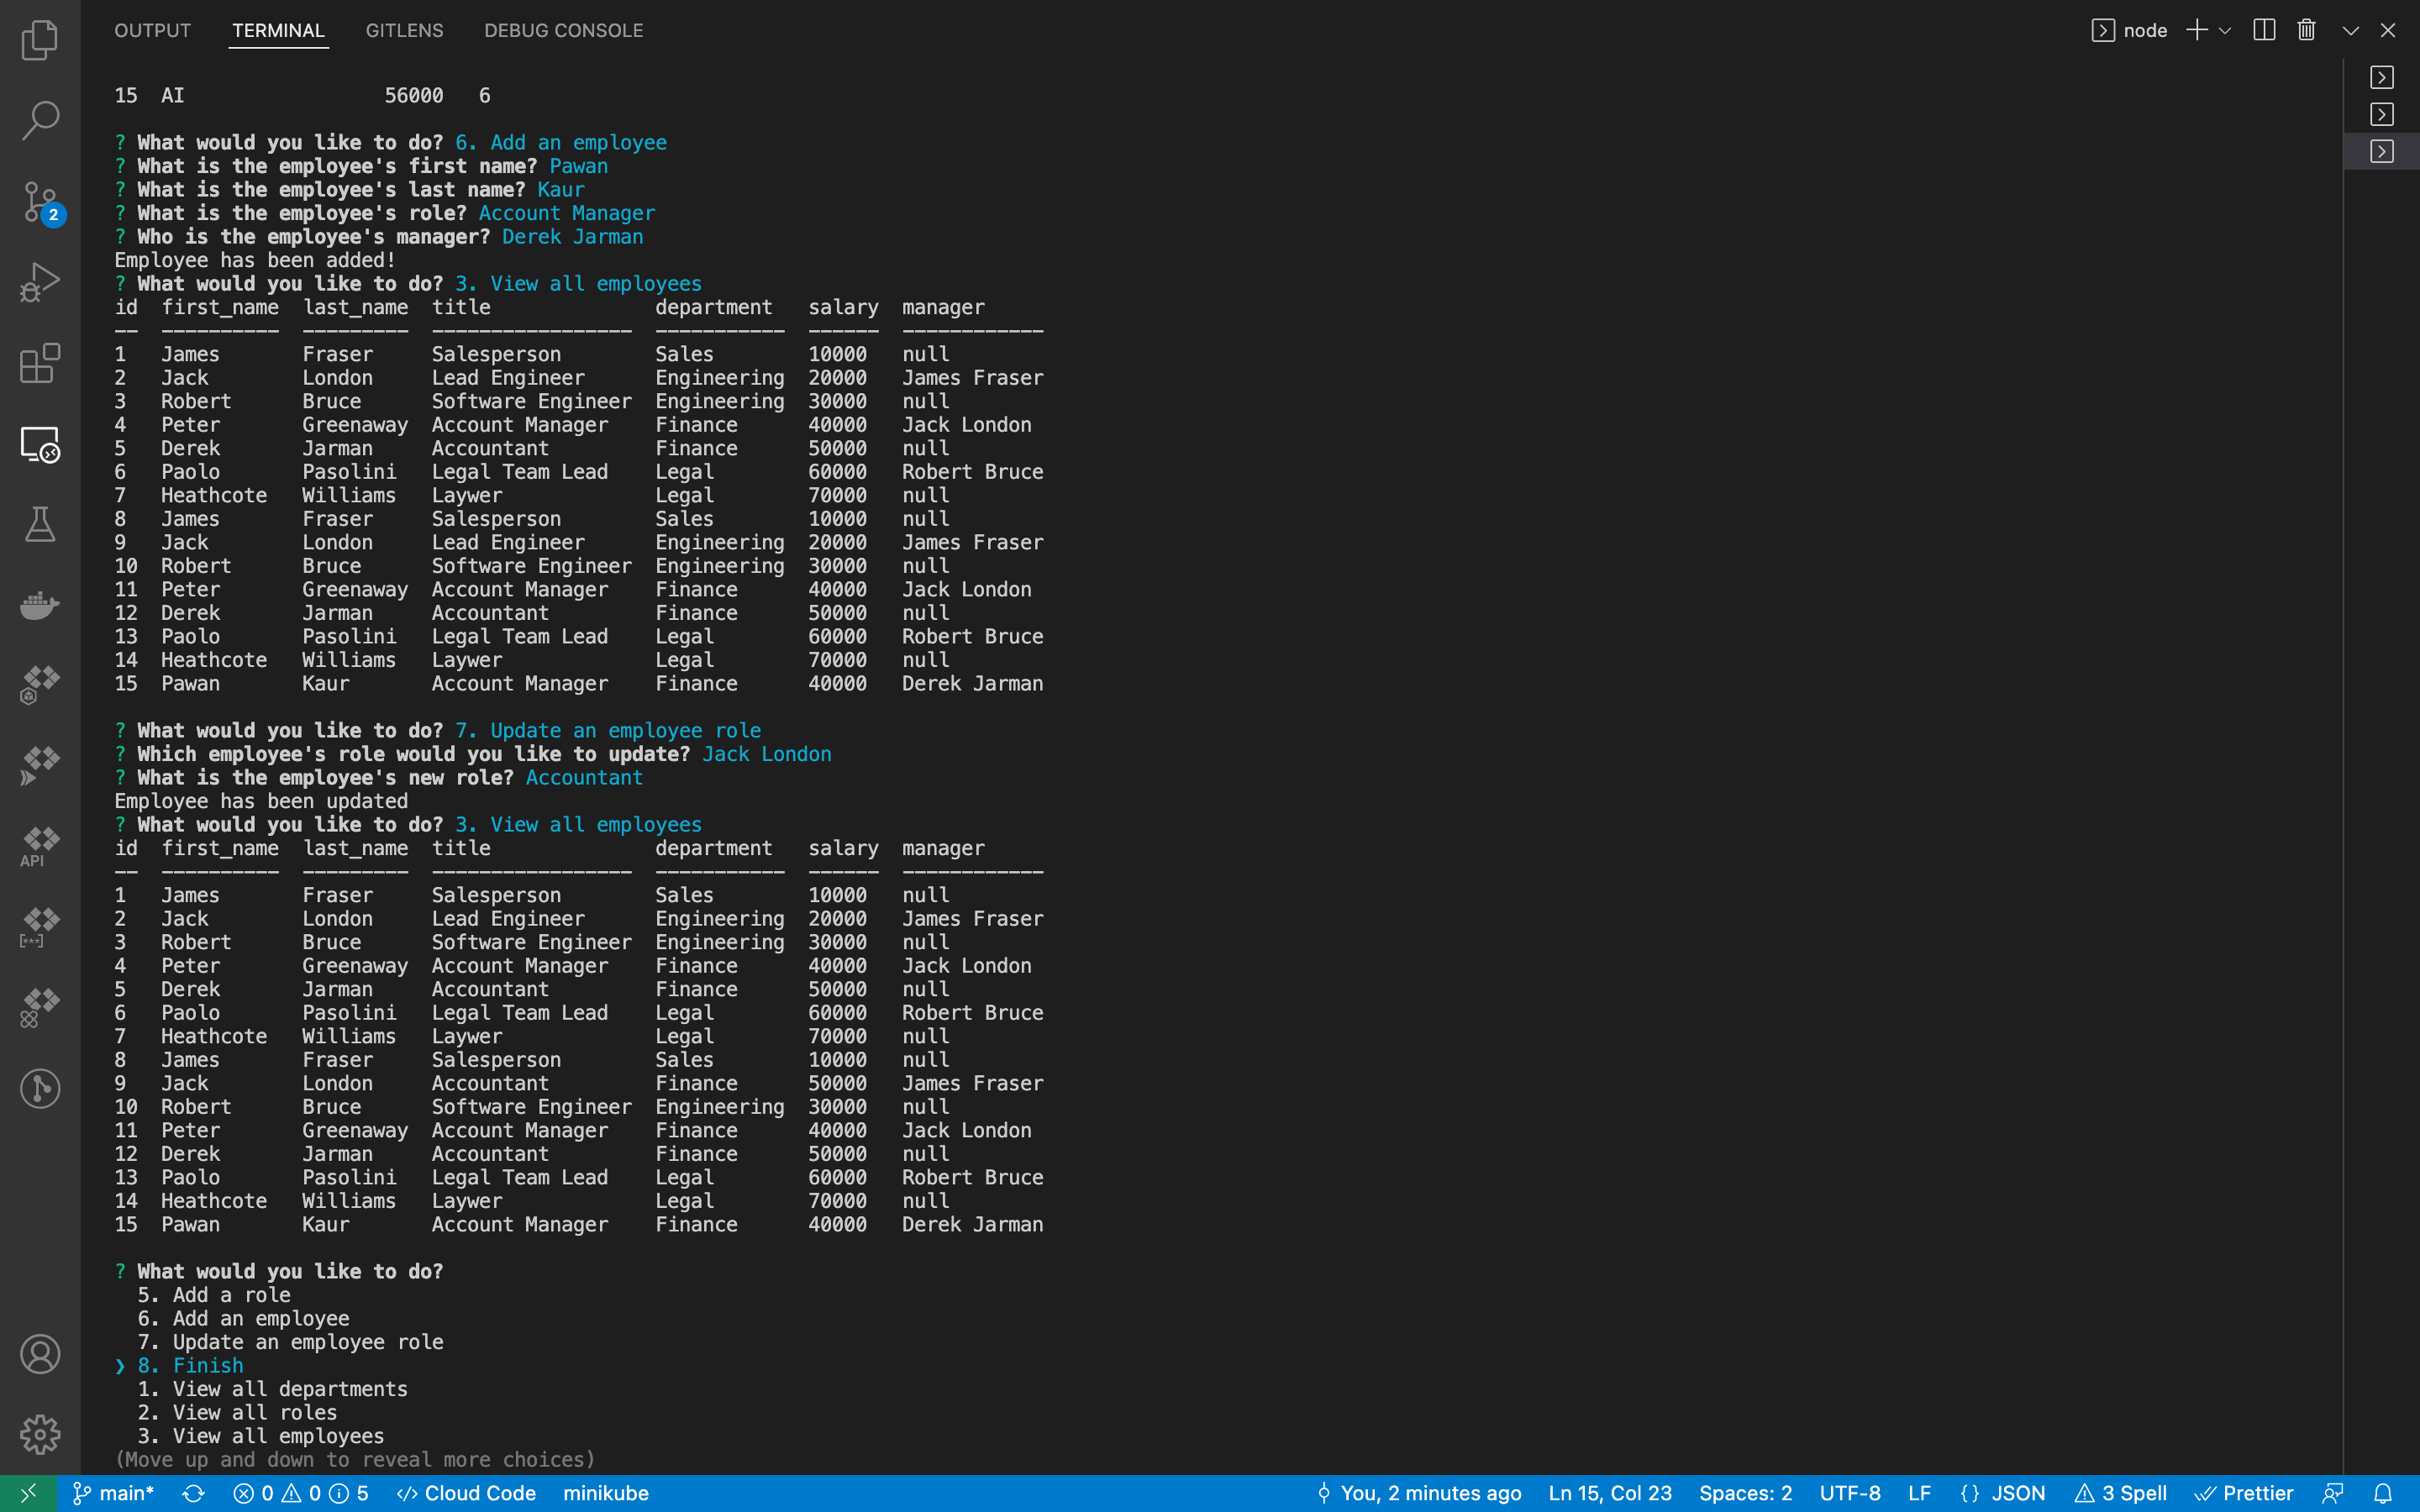 OUTPUT TERMINAL GITLENS DEBUG CONSOLE node
15 AI 56000 6
? What would you like to do? 6. Add an employee
? What is the employee's first name? Pawan
? What is the employee's last name? Kaur
? What is the employee's role? Account Manager
? Who is the employee's manager? Derek Jarman
Employee has been added!
? What would you like to do? 3. View all employees
id first_name last_name title department salary manager
-- ---------- --------- ----------------- ----------- ------ ------------
1 James Fraser Salesperson Sales 10000 null
2 Jack London Lead Engineer Engineering 20000 James Fraser
3 Robert Bruce Software Engineer Engineering 30000 null
4 Peter Greenaway Account Manager Finance 40000 Jack London
5 Derek Jarman Accountant Finance 50000 null
6 Paolo Pasolini Legal Team Lead Legal 60000 Robert Bruce
7 Heathcote Williams Laywer Legal 70000 null
8 James Fraser Salesperson Sales 10000 null
9 Jack London Lead Engineer Engineering 20000 James Fraser
10 Robert Bruce Software Engineer Engineering 30000 null
11 Peter Greenaway Account Manager Finance 40000 Jack London
12 Derek Jarman Accountant Finance 50000 null
13 Paolo Pasolini Legal Team Lead Legal 60000 Robert Bruce
14 Heathcote Williams Laywer Legal 70000 null
15 Pawan Kaur Account Manager Finance 40000 Derek Jarman
? What would you like to do? 7. Update an employee role
? Which employee's role would you like to update? Jack London
? What is the employee's new role? Accountant
Employee has been updated
? What would you like to do? 3. View all employees
id first_name last_name title department salary manager
-- ---------- --------- ----------------- ----------- ------ ------------
1 James Fraser Salesperson Sales 10000 null
2 Jack London Lead Engineer Engineering 20000 James Fraser
3 Robert Bruce Software Engineer Engineering 30000 null
4 Peter Greenaway Account Manager Finance 40000 Jack London
5 Derek Jarman Accountant Finance 50000 null
6 Paolo Pasolini Legal Team Lead Legal 60000 Robert Bruce
7 Heathcote Williams Laywer Legal 70000 null
8 James Fraser Salesperson Sales 10000 null
9 Jack London Accountant Finance 50000 James Fraser
10 Robert Bruce Software Engineer Engineering 30000 null
11 Peter Greenaway Account Manager Finance 40000 Jack London
12 Derek Jarman Accountant Finance 50000 null
13 Paolo Pasolini Legal Team Lead Legal 60000 Robert Bruce
14 Heathcote Williams Laywer Legal 70000 null
15 Pawan Kaur Account Manager Finance 40000 Derek Jarman
? What would you like to do?
5. Add a role
6. Add an employee
7. Update an employee role
❯ 8. Finish
1. View all departments
2. View all roles
3. View all employees
(Move up and down to reveal more choices)
2
API
[***]
main* 0 0 5 </> Cloud Code minikube You, 2 minutes ago Ln 15, Col 23 Spaces: 2 UTF-8 LF {} JSON 3 Spell Prettier